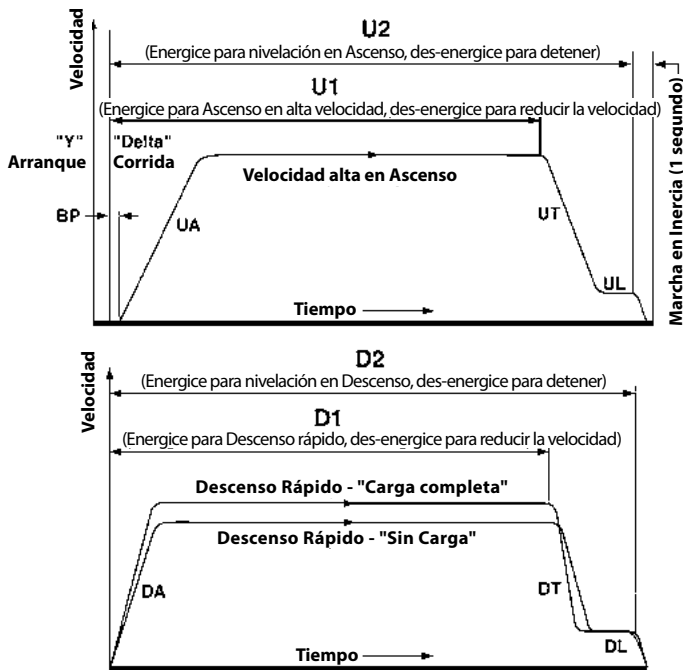 U2
(Energice para nivelación en Ascenso, des-energice para detener)
U1
(Energice para Ascenso en alta velocidad, des-energice para reducir la velocidad)
Velocidad
"Y" "Delta"
Arranque Corrida
Velocidad alta en Ascenso
BP
UA
UT
UL
Tiempo
Marcha en Inercia (1 segundo)
D2
(Energice para nivelación en Descenso, des-energice para detener)
D1
(Energice para Descenso rápido, des-energice para reducir la velocidad)
Velocidad
Descenso Rápido - "Carga completa"
Descenso Rápido - "Sin Carga"
DA
DT
DL
Tiempo